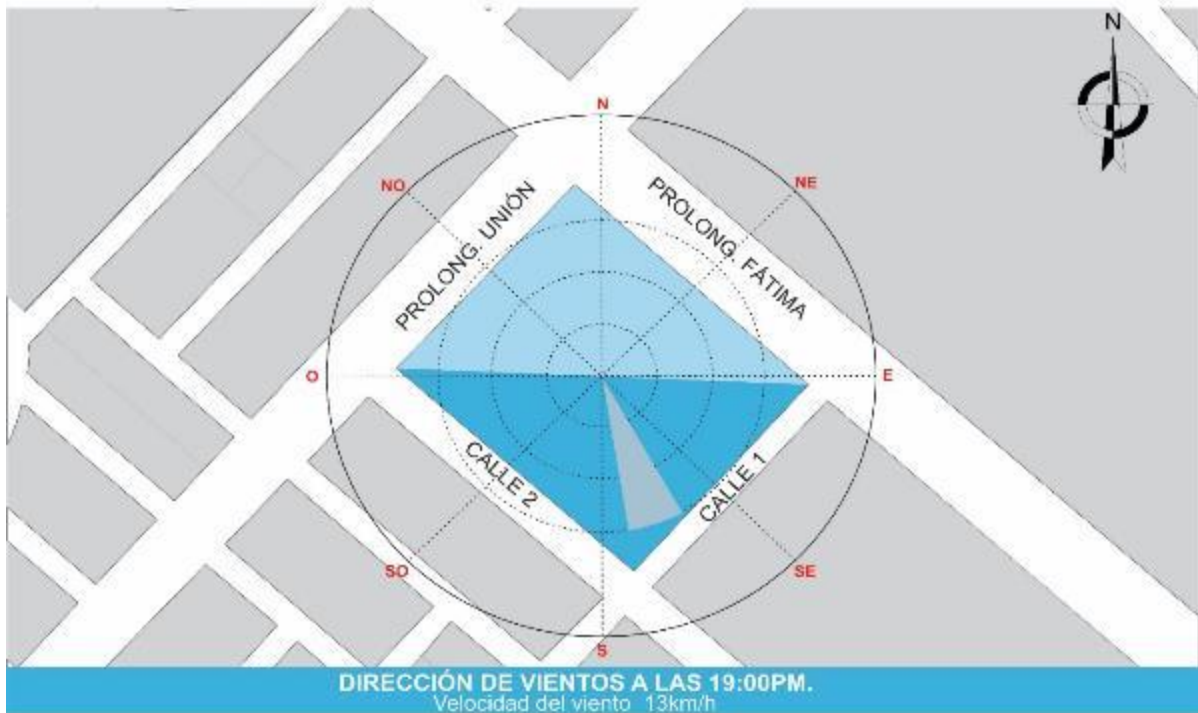 N
N
NO
NE
PROLONG. UNIÓN
PROLONG. FÁTIMA
O
E
CALLE 2
CALLE 1
SO
SE
S
DIRECCIÓN DE VIENTOS A LAS 19:00PM.
Velocidad del viento 13km/h